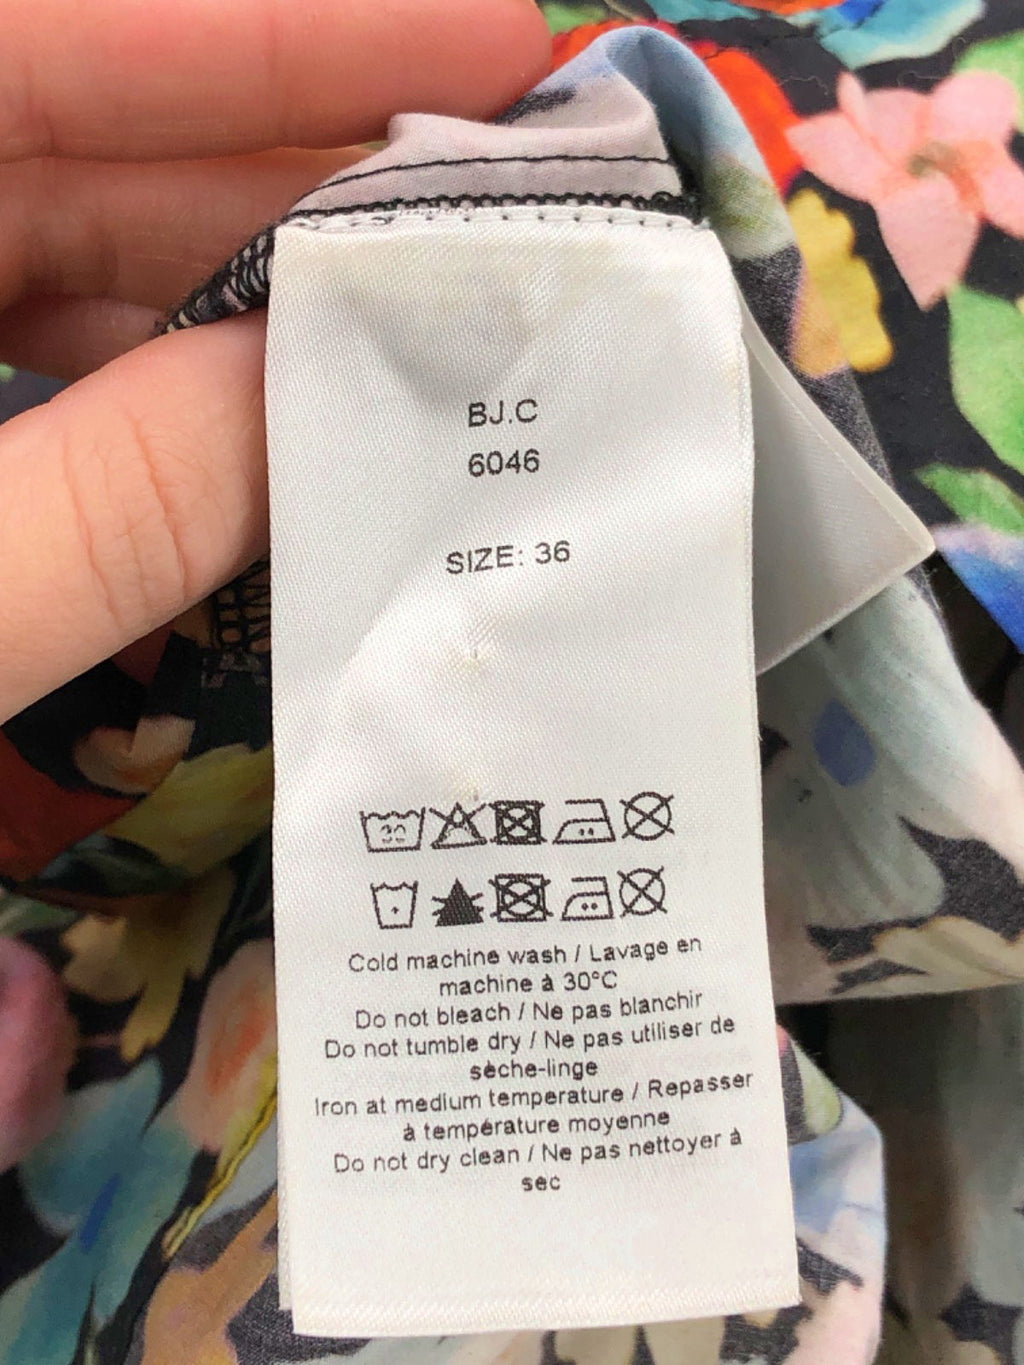 BJ.C
6046
SIZE: 36
30
Cold machine wash / Lavage en
machine à 30°C
Do not bleach / Ne pas blanchir
Do not tumble dry / Ne pas utiliser de
sèche-linge
Iron at medium temperature / Repasser
à température moyenne
Do not dry clean / Ne pas nettoyer à
sec